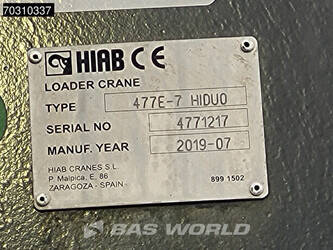 70310337
HIAB CE
LOADER CRANE
TYPE 477E-7 HIDUO
SERIAL NO 4771217
MANUF. YEAR 2019-07
HIAB CRANES S.L.
P. Malpica, E, 86
ZARAGOZA - SPAIN -
899 1502
BAS WORLD